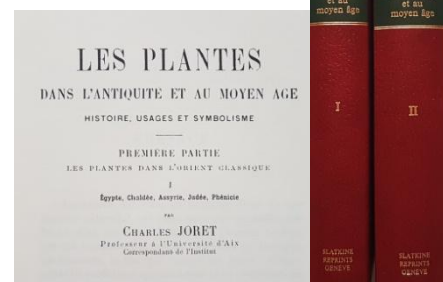 LES PLANTES
DANS L'ANTIQUITE ET AU MOYEN AGE
HISTOIRE, USAGES ET SYMBOLISME
PREMIÈRE PARTIE
LES PLANTES DANS L'ORIENT CLASSIQUE
I
Égypte, Chaldée, Assyrie, Judée, Phénicie
PAR
CHARLES JORET
Professeur à l'Université d'Aix
Correspondant de l'Institut
et au
moyen âge
I
SLATKINE
REPRINTS
GENÈVE
et au
moyen âge
II
SLATKINE
REPRINTS
GENÈVE